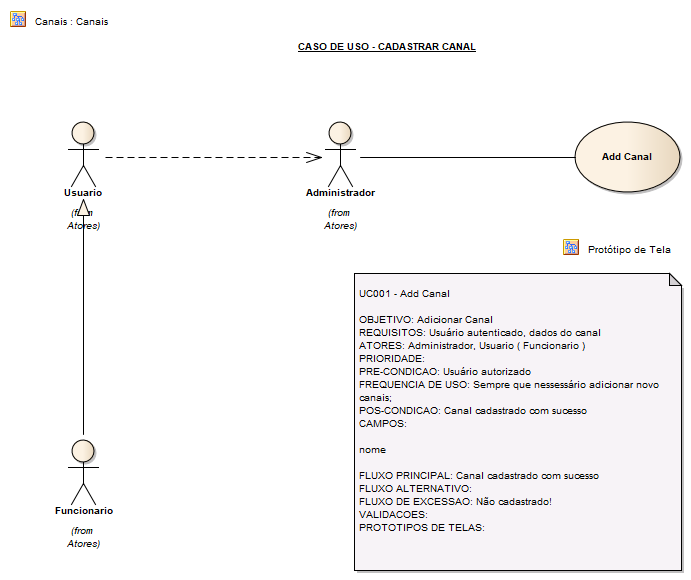 Canais : Canais
CASO DE USO - CADASTRAR CANAL
Usuario
(from
Atores)
Administrador
(from
Atores)
Add Canal
Protótipo de Tela
UC001 - Add Canal
OBJETIVO: Adicionar Canal
REQUISITOS: Usuário autenticado, dados do canal
ATORES: Administrador, Usuario ( Funcionario )
PRIORIDADE:
PRE-CONDICAO: Usuário autorizado
FREQUENCIA DE USO: Sempre que nessessário adicionar novo
canais;
POS-CONDICAO: Canal cadastrado com sucesso
CAMPOS:
nome
FLUXO PRINCIPAL: Canal cadastrado com sucesso
FLUXO ALTERNATIVO:
FLUXO DE EXCESSAO: Não cadastrado!
VALIDACOES:
PROTOTIPOS DE TELAS:
Funcionario
(from
Atores)